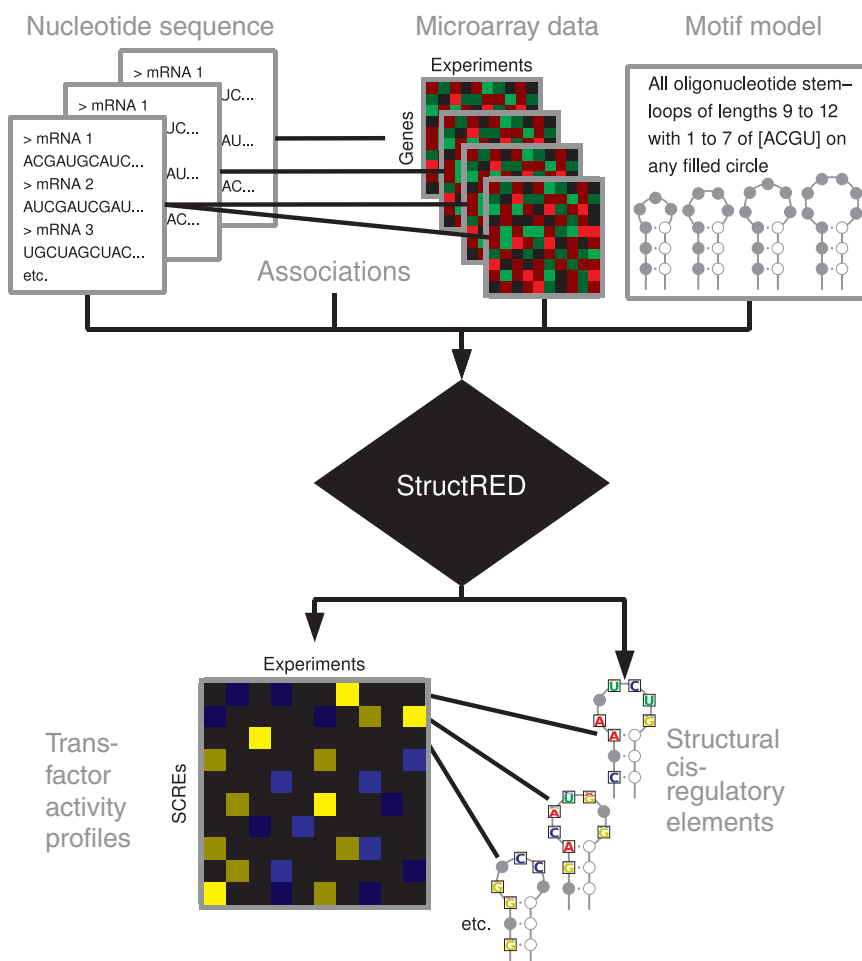 Nucleotide sequence
Microarray data
Motif model
> mRNA 1
UC...
AU...
AC...
> mRNA 1
UC...
AU...
AC...
> mRNA 1
ACGAUGCAUC...
> mRNA 2
AUCGAUCGAU...
> mRNA 3
UGCUAGCUAC...
etc.
Experiments
Genes
All oligonucleotide stem–
loops of lengths 9 to 12
with 1 to 7 of [ACGU] on
any filled circle
Associations
StructRED
Experiments
SCREs
Trans-
factor
activity
profiles
U C
U
A
G
A
C
Structural
cis-
regulatory
elements
U G
A
C
G
A
G
C
C
G
G
G
etc.